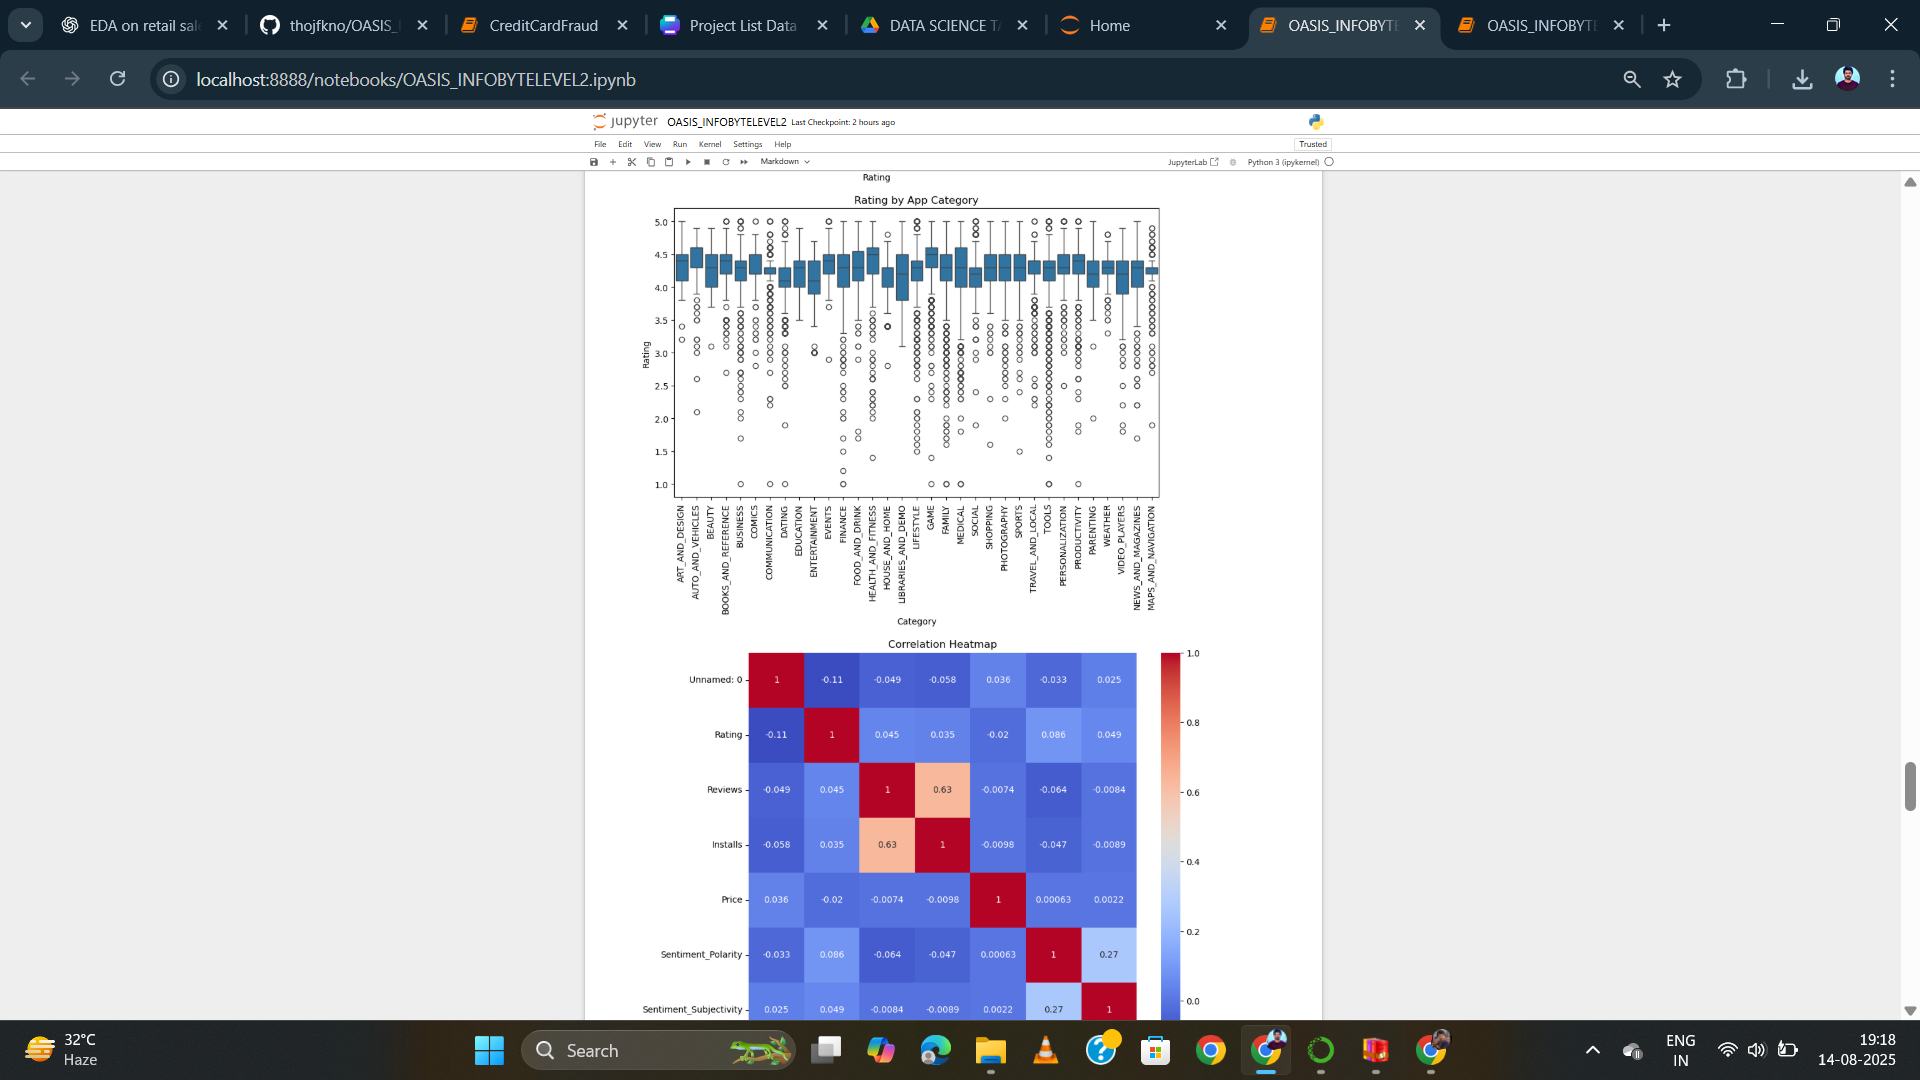 EDA on retail sal
thojfkno/OASIS_I
CreditCardFraud
Project List Data
DATA SCIENCE TA
Home
OASIS_INFOBYTE
OASIS_INFOBYTE
localhost:8888/notebooks/OASIS_INFOBYTELEVEL2.ipynb
jupyter OASIS_INFOBYTELEVEL2 Last Checkpoint: 2 hours ago
File Edit View Run Kernel Settings Help Trusted
Markdown JupyterLab Python 3 (ipykernel)
Rating
Rating by App Category
5.0
4.5
4.0
3.5
3.0
2.5
2.0
1.5
1.0
Rating
ART_AND_DESIGN
AUTO_AND_VEHICLES
BEAUTY
BOOKS_AND_REFERENCE
BUSINESS
COMICS
COMMUNICATION
DATING
EDUCATION
ENTERTAINMENT
EVENTS
FINANCE
FOOD_AND_DRINK
HEALTH_AND_FITNESS
HOUSE_AND_HOME
LIBRARIES_AND_DEMO
LIFESTYLE
GAME
FAMILY
MEDICAL
SOCIAL
SHOPPING
PHOTOGRAPHY
SPORTS
TRAVEL_AND_LOCAL
TOOLS
PERSONALIZATION
PRODUCTIVITY
PARENTING
WEATHER
VIDEO_PLAYERS
NEWS_AND_MAGAZINES
MAPS_AND_NAVIGATION
Category
Correlation Heatmap
Unnamed: 0 1 -0.11 -0.049 -0.058 0.036 -0.033 0.025
Rating -0.11 1 0.045 0.035 -0.02 0.086 0.049
Reviews -0.049 0.045 1 0.63 -0.0074 -0.064 -0.0084
Installs -0.058 0.035 0.63 1 -0.0098 -0.047 -0.0089
Price 0.036 -0.02 -0.0074 -0.0098 1 0.00063 0.0022
Sentiment_Polarity -0.033 0.086 -0.064 -0.047 0.00063 1 0.27
Sentiment_Subjectivity 0.025 0.049 -0.0084 -0.0089 0.0022 0.27 1
1.0
0.8
0.6
0.4
0.2
0.0
32°C
Haze
Search
ENG
IN
19:18
14-08-2025